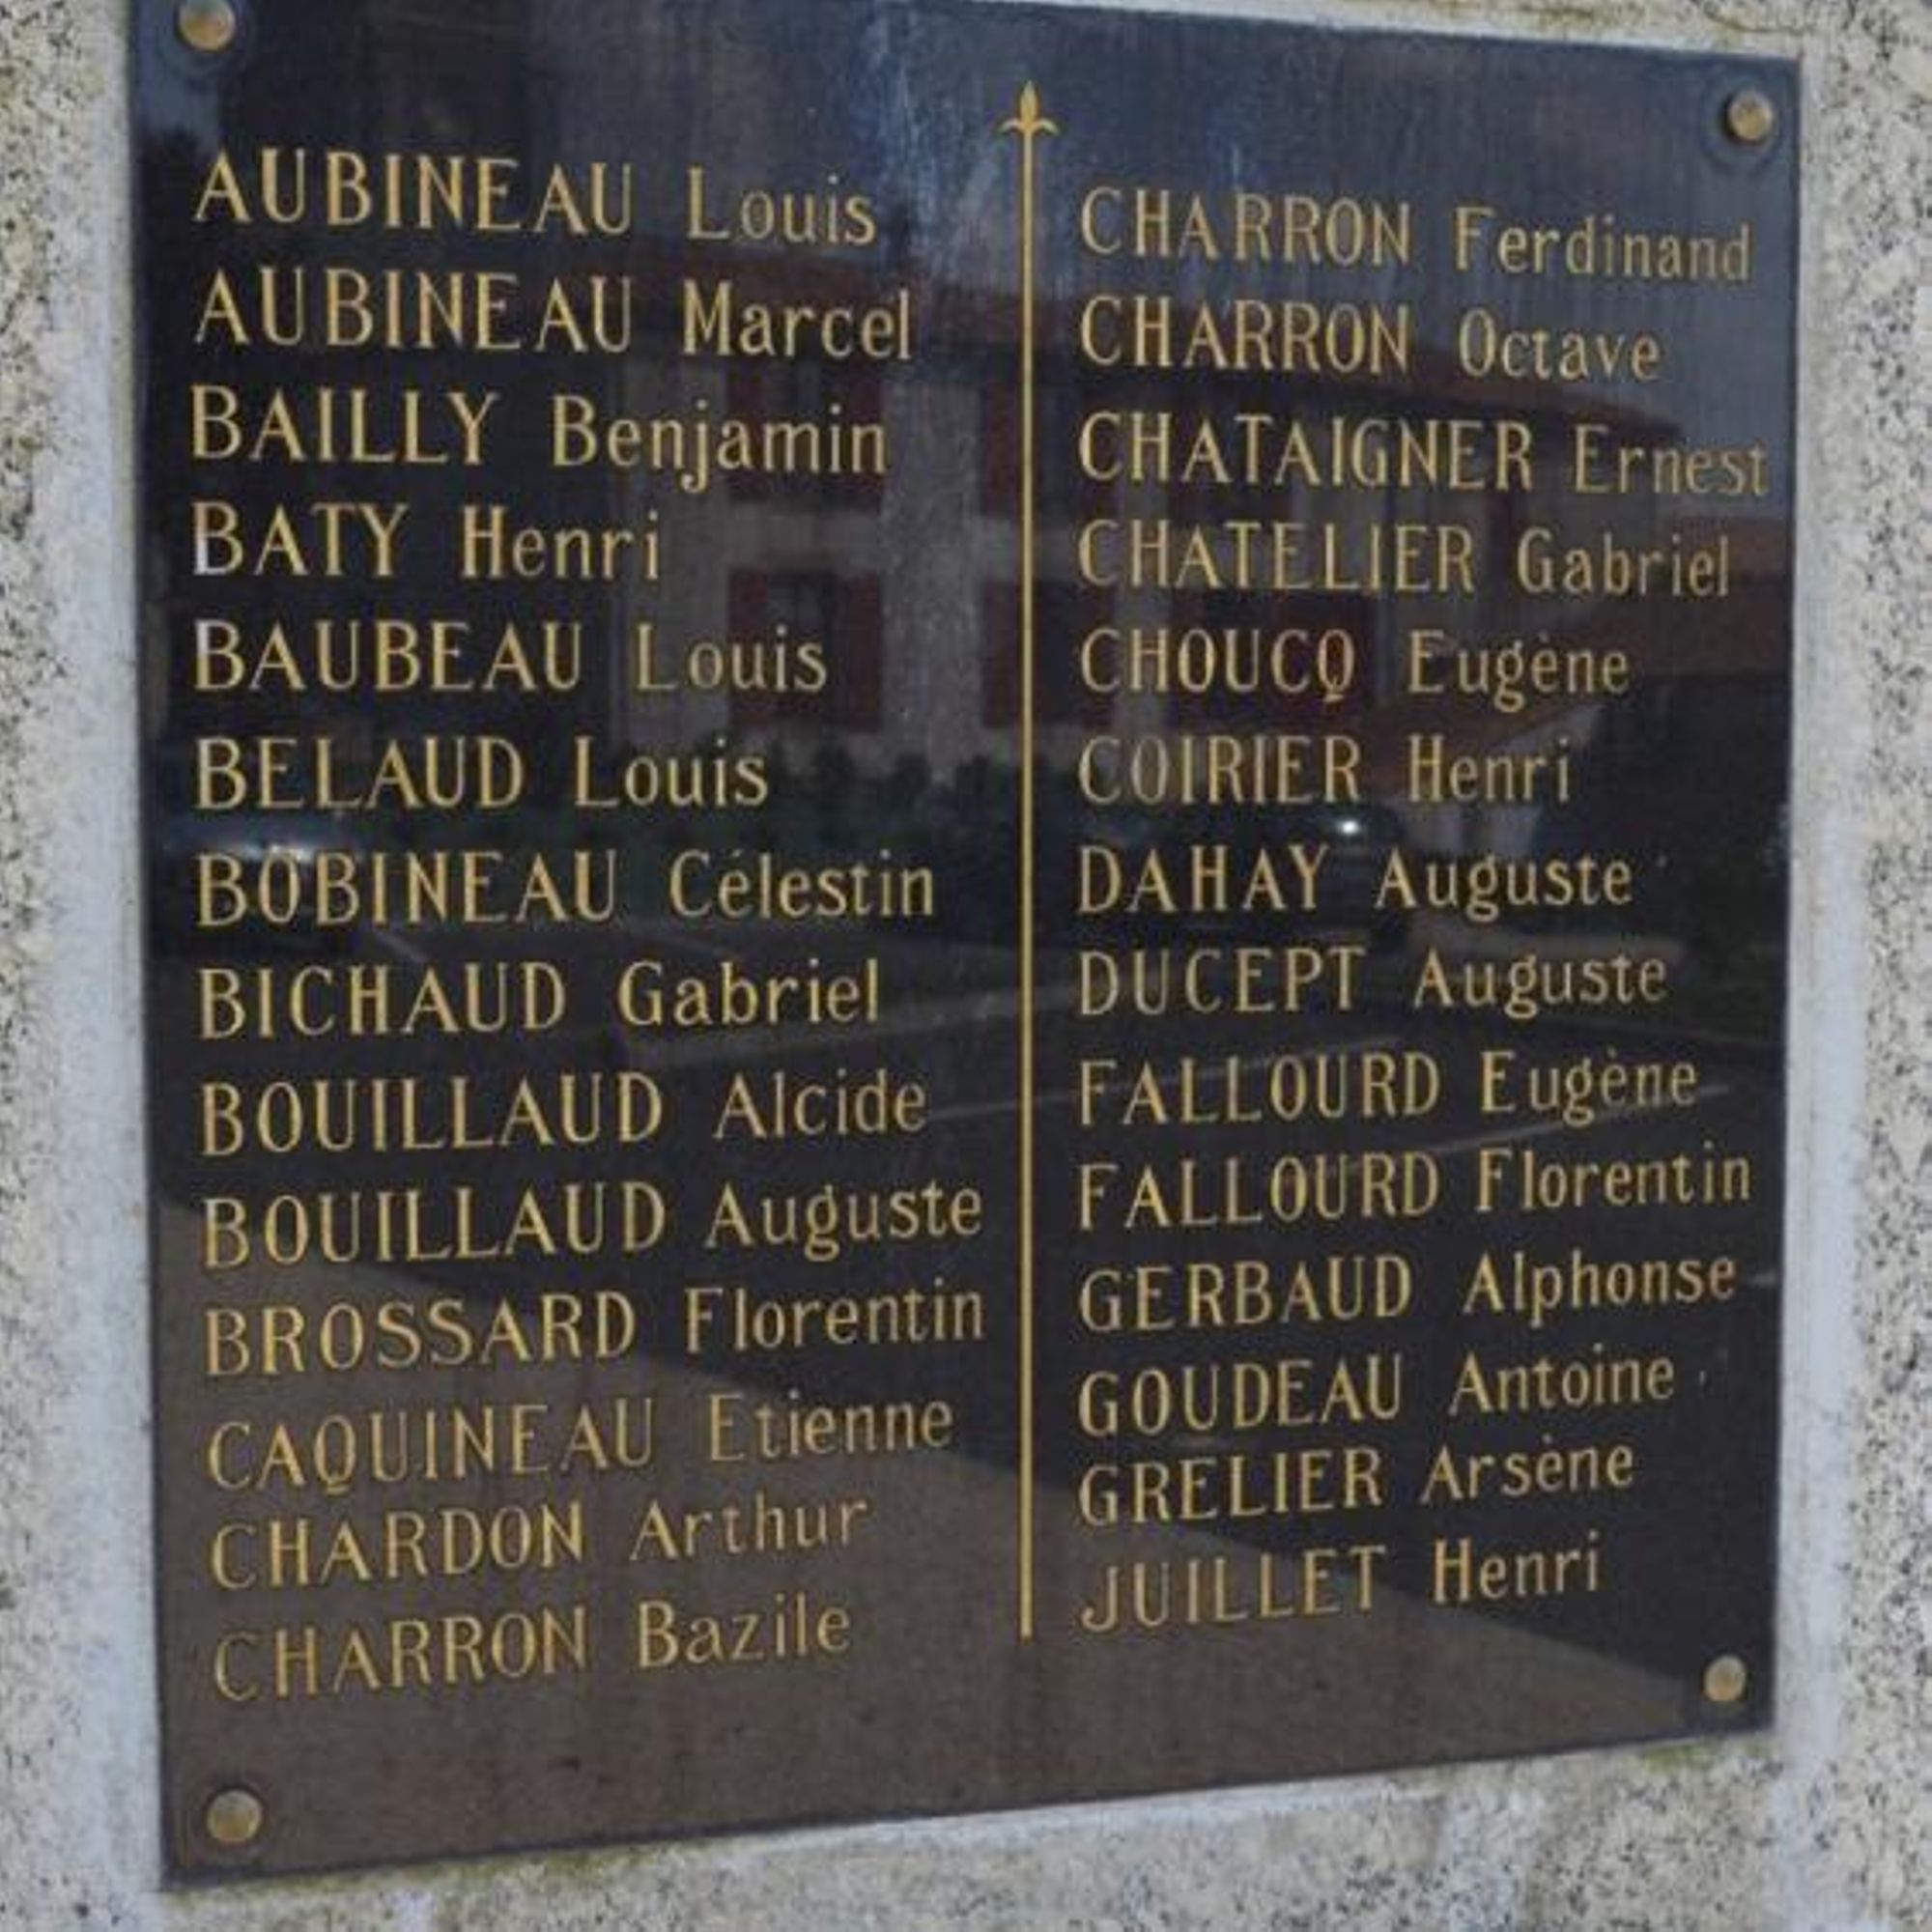 AUBINEAU Louis
AUBINEAU Marcel
BAILLY Benjamin
BATY Henri
BAUBEAU Louis
BELAUD Louis
BOBINEAU Célestin
BICHAUD Gabriel
BOUILLAUD Alcide
BOUILLAUD Auguste
BROSSARD Florentin
CAQUINEAU Etienne
CHARDON Arthur
CHARRON Bazile
CHARRON Ferdinand
CHARRON Octave
CHATAIGNER Ernest
CHATELIER Gabriel
CHOUCQ Eugène
COIRIER Henri
DAHAY Auguste
DUCEPT Auguste
FALLOURD Eugène
FALLOURD Florentin
GERBAUD Alphonse
GOUDEAU Antoine
GRELIER Arsène
JUILLET Henri